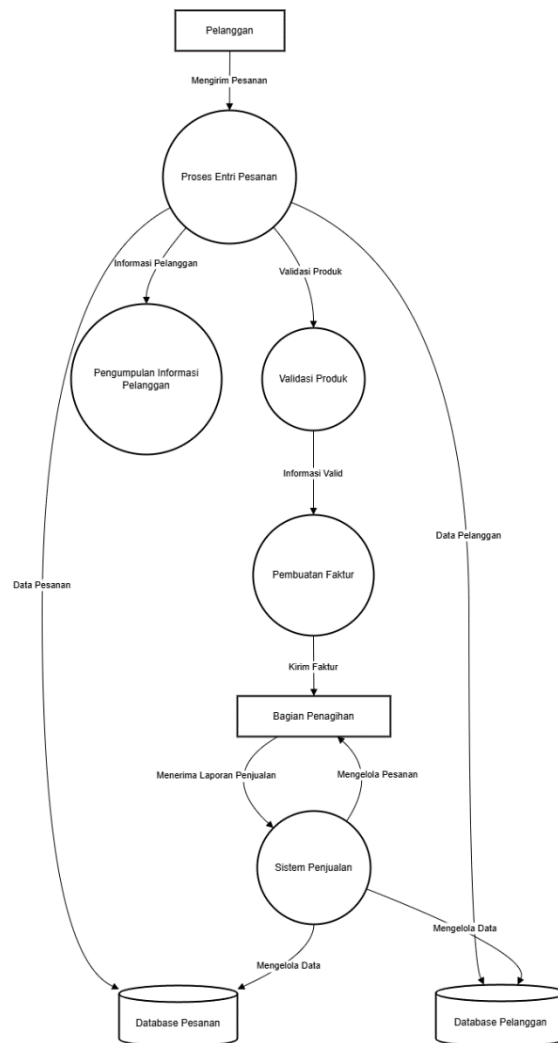 Pelanggan
Mengirim Pesanan
Proses Entri Pesanan
Informasi Pelanggan
Validasi Produk
Pengumpulan Informasi
Pelanggan
Validasi Produk
Informasi Valid
Data Pelanggan
Pembuatan Faktur
Data Pesanan
Kirim Faktur
Bagian Penagihan
Menerima Laporan Penjualan
Mengelola Pesanan
Sistem Penjualan
Mengelola Data
Mengelola Data
Database Pesanan
Database Pelanggan